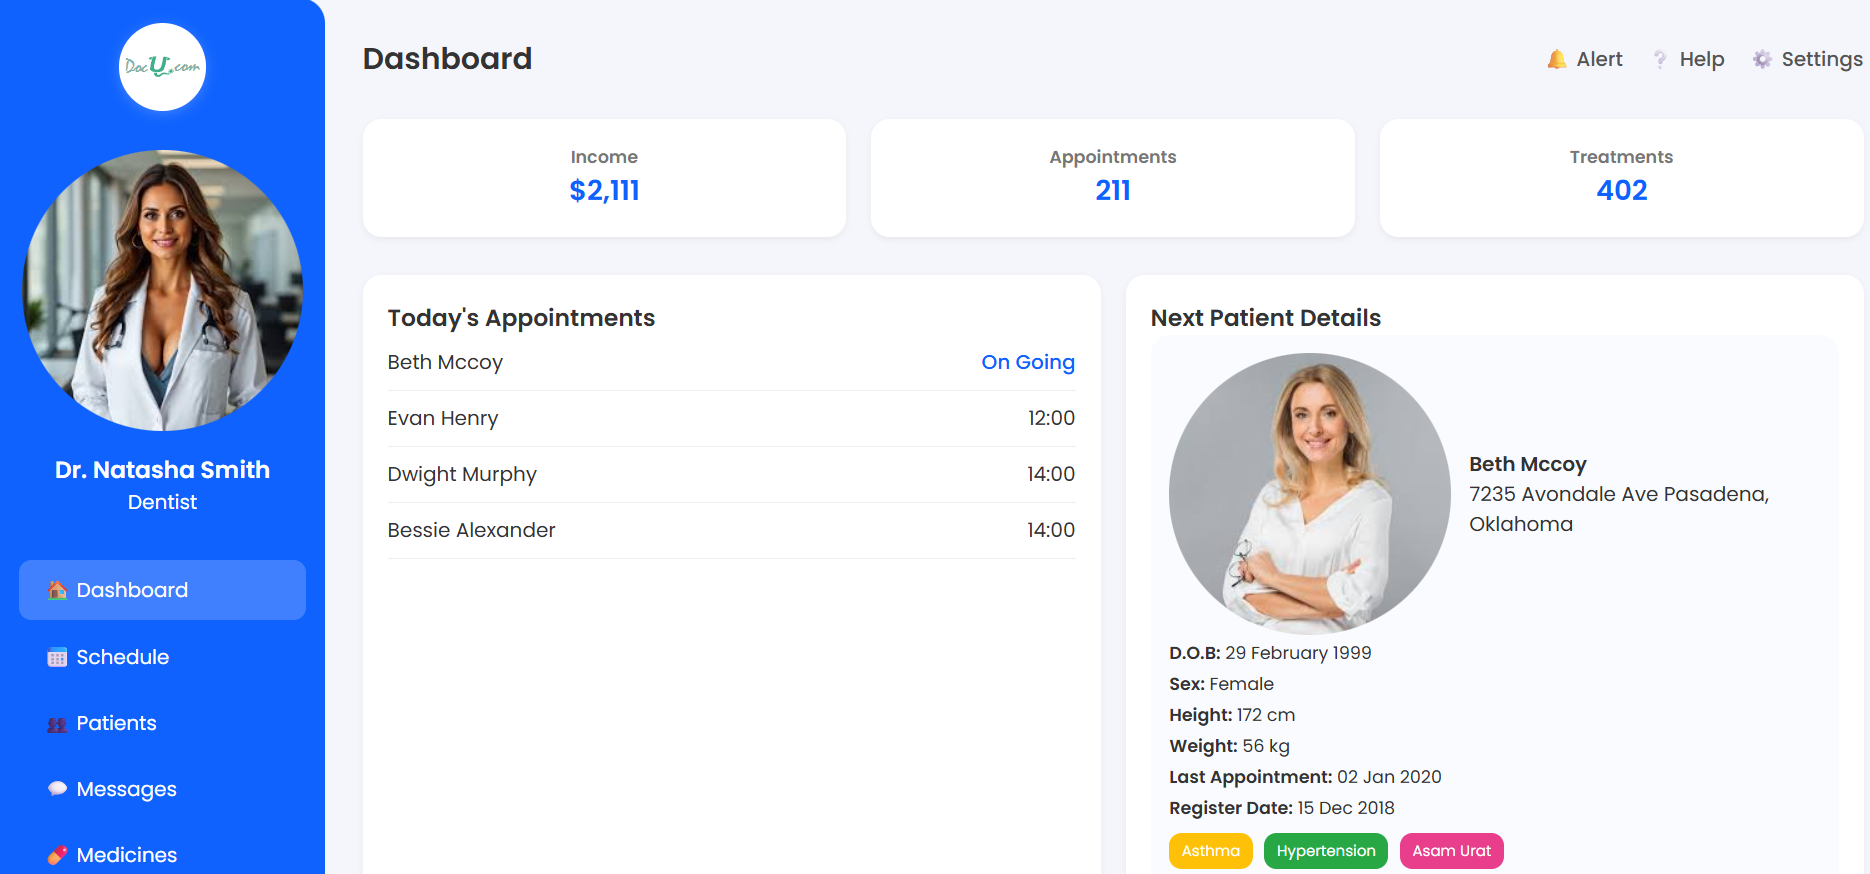 DocU.com
Dr. Natasha Smith
Dentist
Dashboard
Schedule
Patients
Messages
Medicines
Dashboard
Alert
Help
Settings
Income
$2,111
Appointments
211
Treatments
402
Today's Appointments
Beth Mccoy On Going
Evan Henry 12:00
Dwight Murphy 14:00
Bessie Alexander 14:00
Next Patient Details
Beth Mccoy
7235 Avondale Ave Pasadena,
Oklahoma
D.O.B: 29 February 1999
Sex: Female
Height: 172 cm
Weight: 56 kg
Last Appointment: 02 Jan 2020
Register Date: 15 Dec 2018
Asthma
Hypertension
Asam Urat